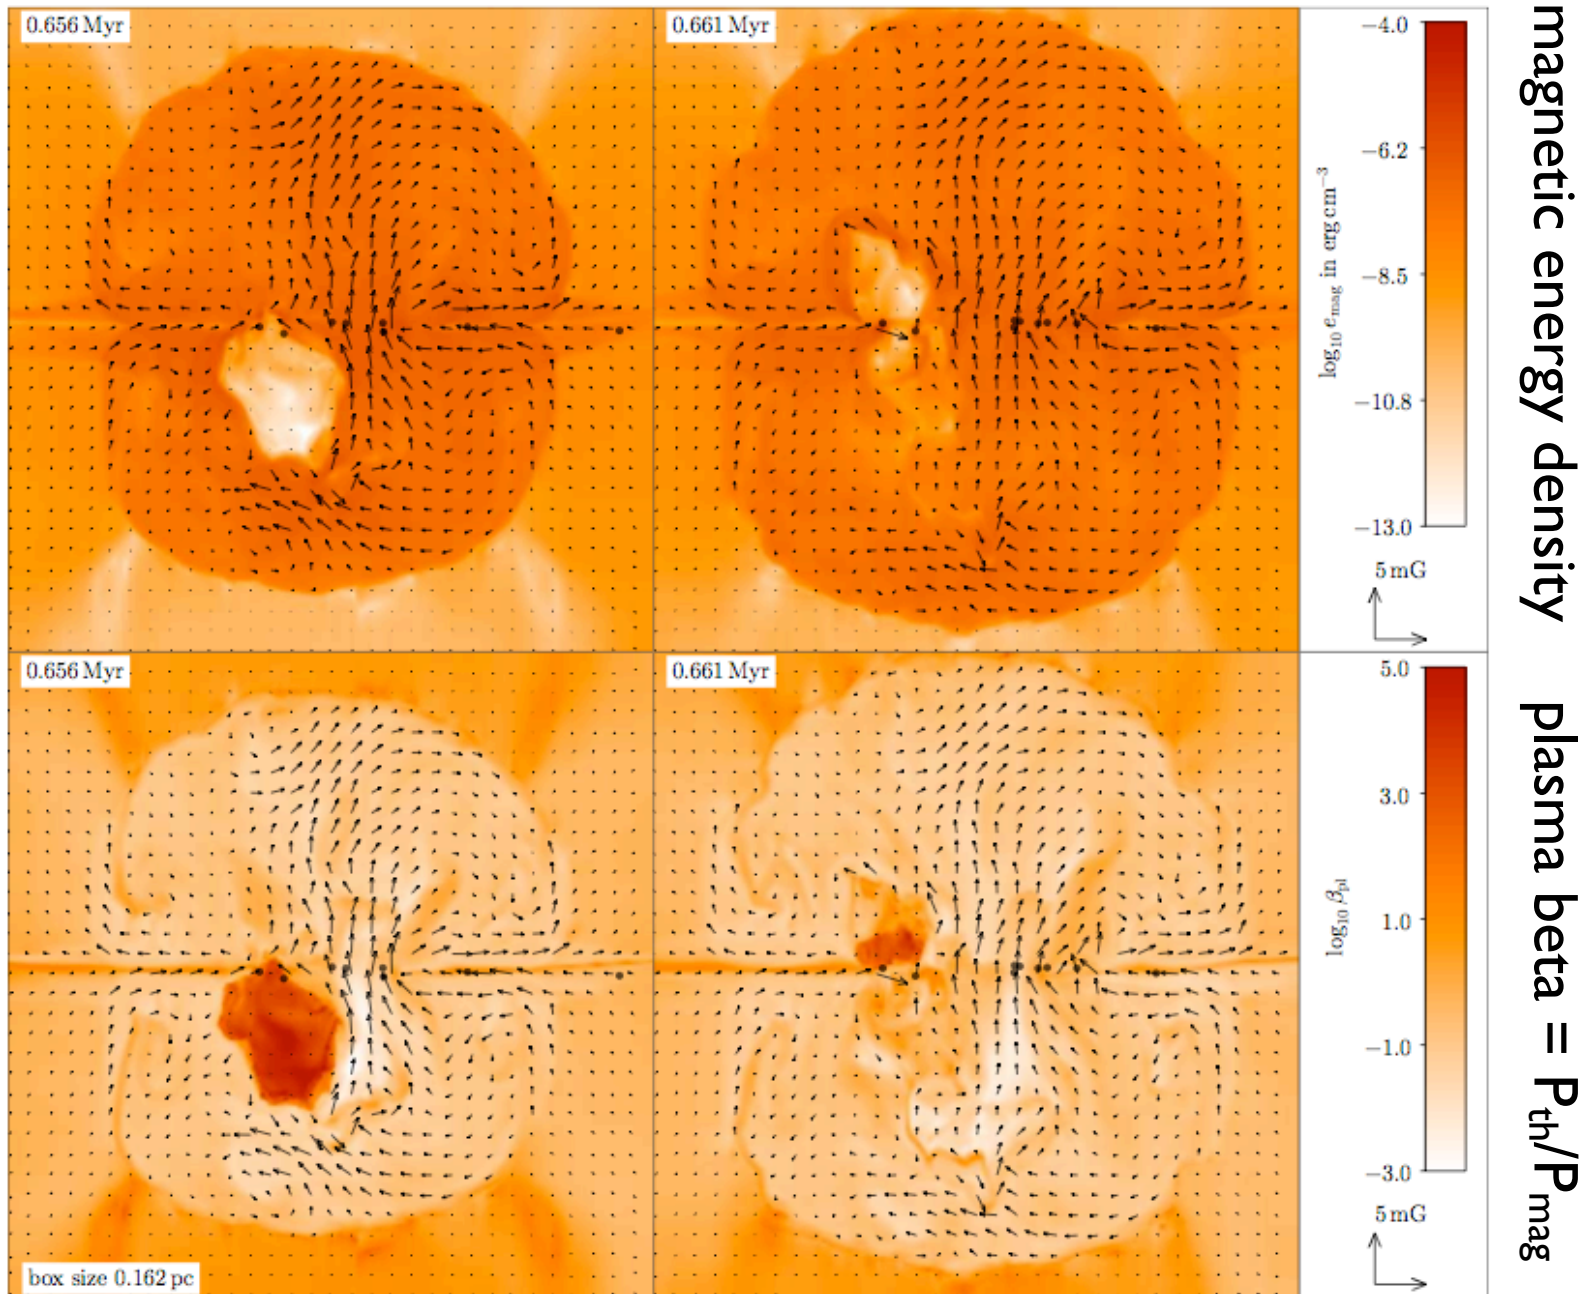 0.656 Myr
0.661 Myr
−4.0
−6.2
−8.5
−10.8
−13.0
log₁₀ eₘₐg in erg cm⁻³
5 mG
magnetic energy density
0.656 Myr
0.661 Myr
5.0
3.0
1.0
−1.0
−3.0
log₁₀ βₚₗ
5 mG
plasma beta = Pth/Pmag
box size 0.162 pc